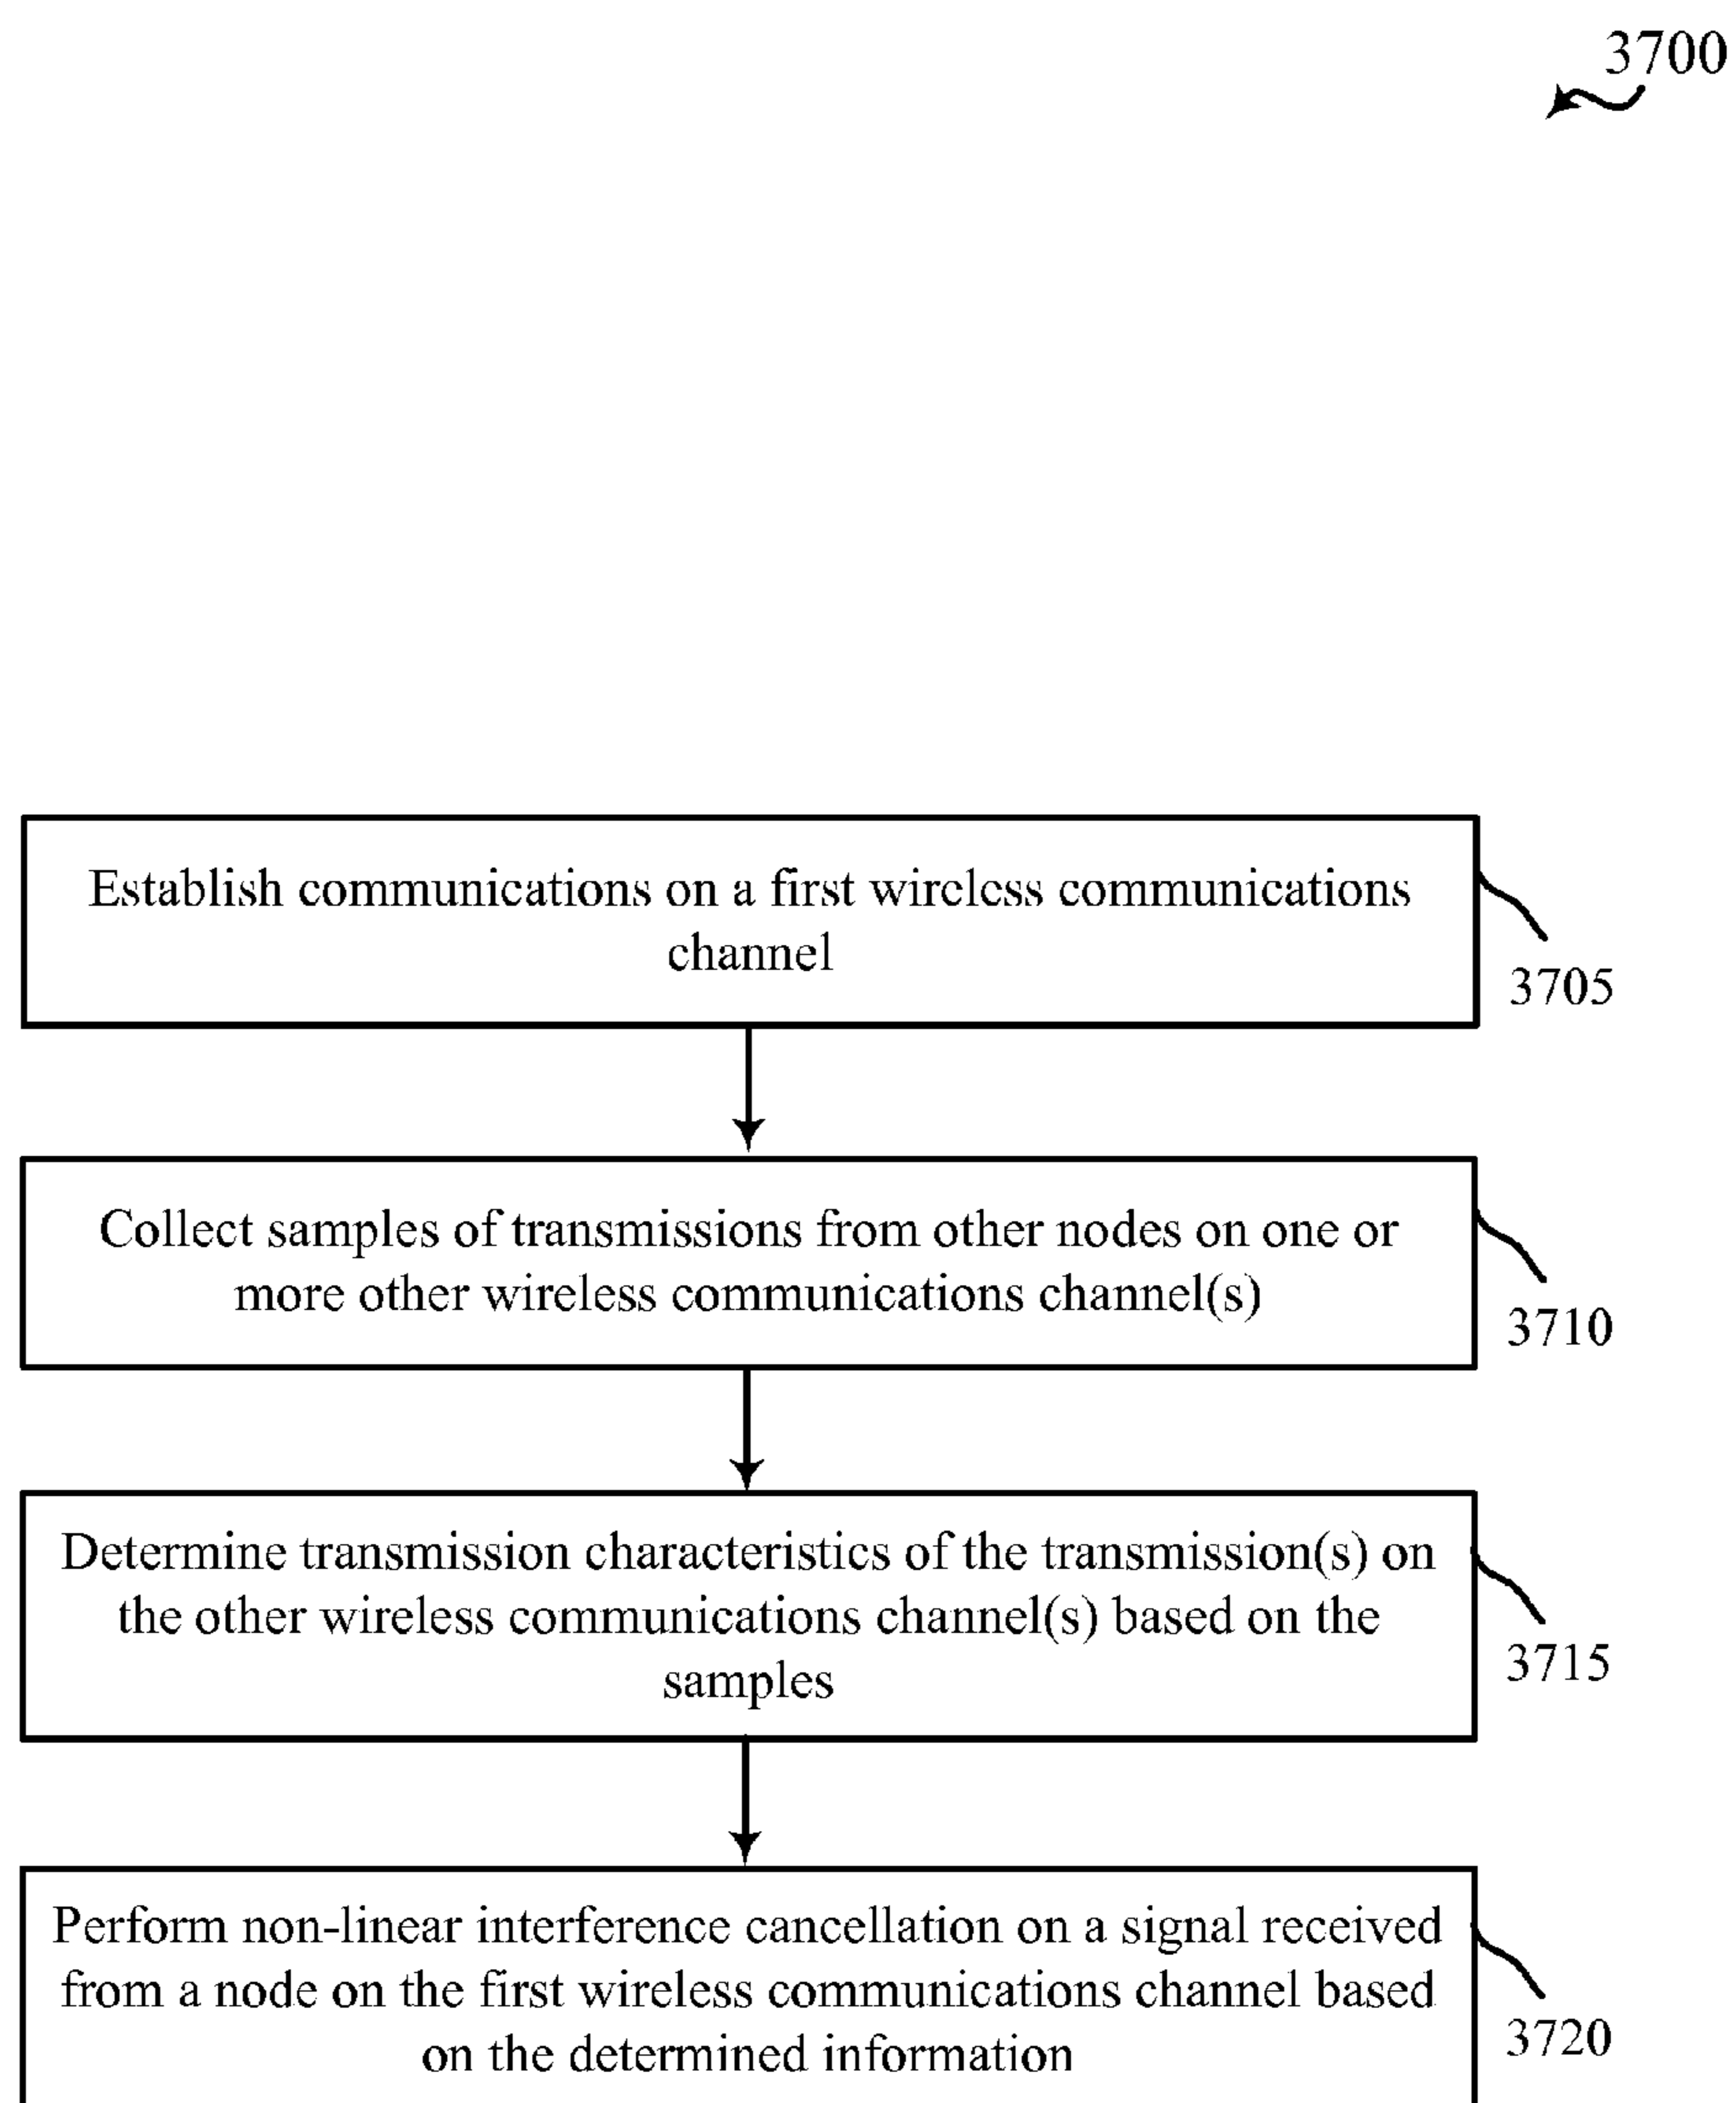 3700
Establish communications on a first wireless communications
channel
3705
Collect samples of transmissions from other nodes on one or
more other wireless communications channel(s)
3710
Determine transmission characteristics of the transmission(s) on
the other wireless communications channel(s) based on the
samples
3715
Perform non-linear interference cancellation on a signal received
from a node on the first wireless communications channel based
on the determined information
3720